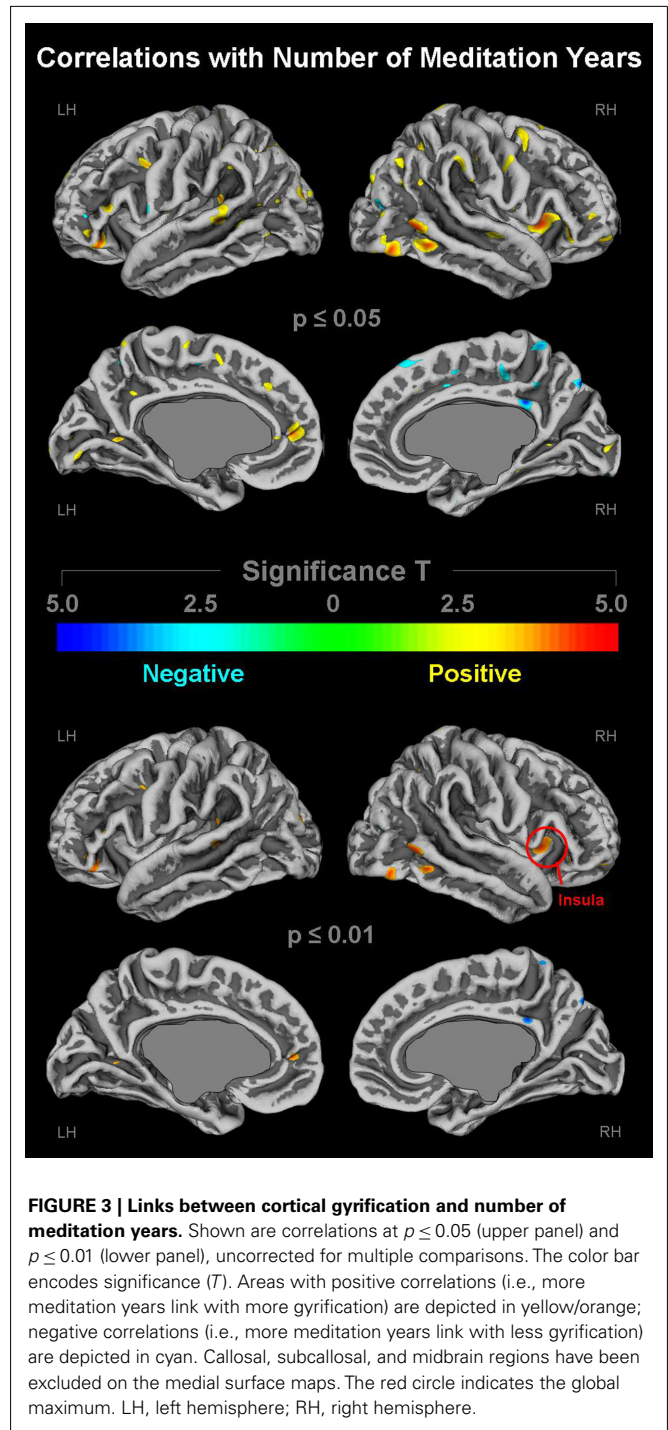 Correlations with Number of Meditation Years
LH RH
p ≤ 0.05
LH RH
Significance T
5.0 2.5 0 2.5 5.0
Negative Positive
LH RH
Insula
p ≤ 0.01
LH RH
FIGURE 3 | Links between cortical gyrification and number of
meditation years. Shown are correlations at p ≤ 0.05 (upper panel) and
p ≤ 0.01 (lower panel), uncorrected for multiple comparisons. The color bar
encodes significance (T). Areas with positive correlations (i.e., more
meditation years link with more gyrification) are depicted in yellow/orange;
negative correlations (i.e., more meditation years link with less gyrification)
are depicted in cyan. Callosal, subcallosal, and midbrain regions have been
excluded on the medial surface maps. The red circle indicates the global
maximum. LH, left hemisphere; RH, right hemisphere.